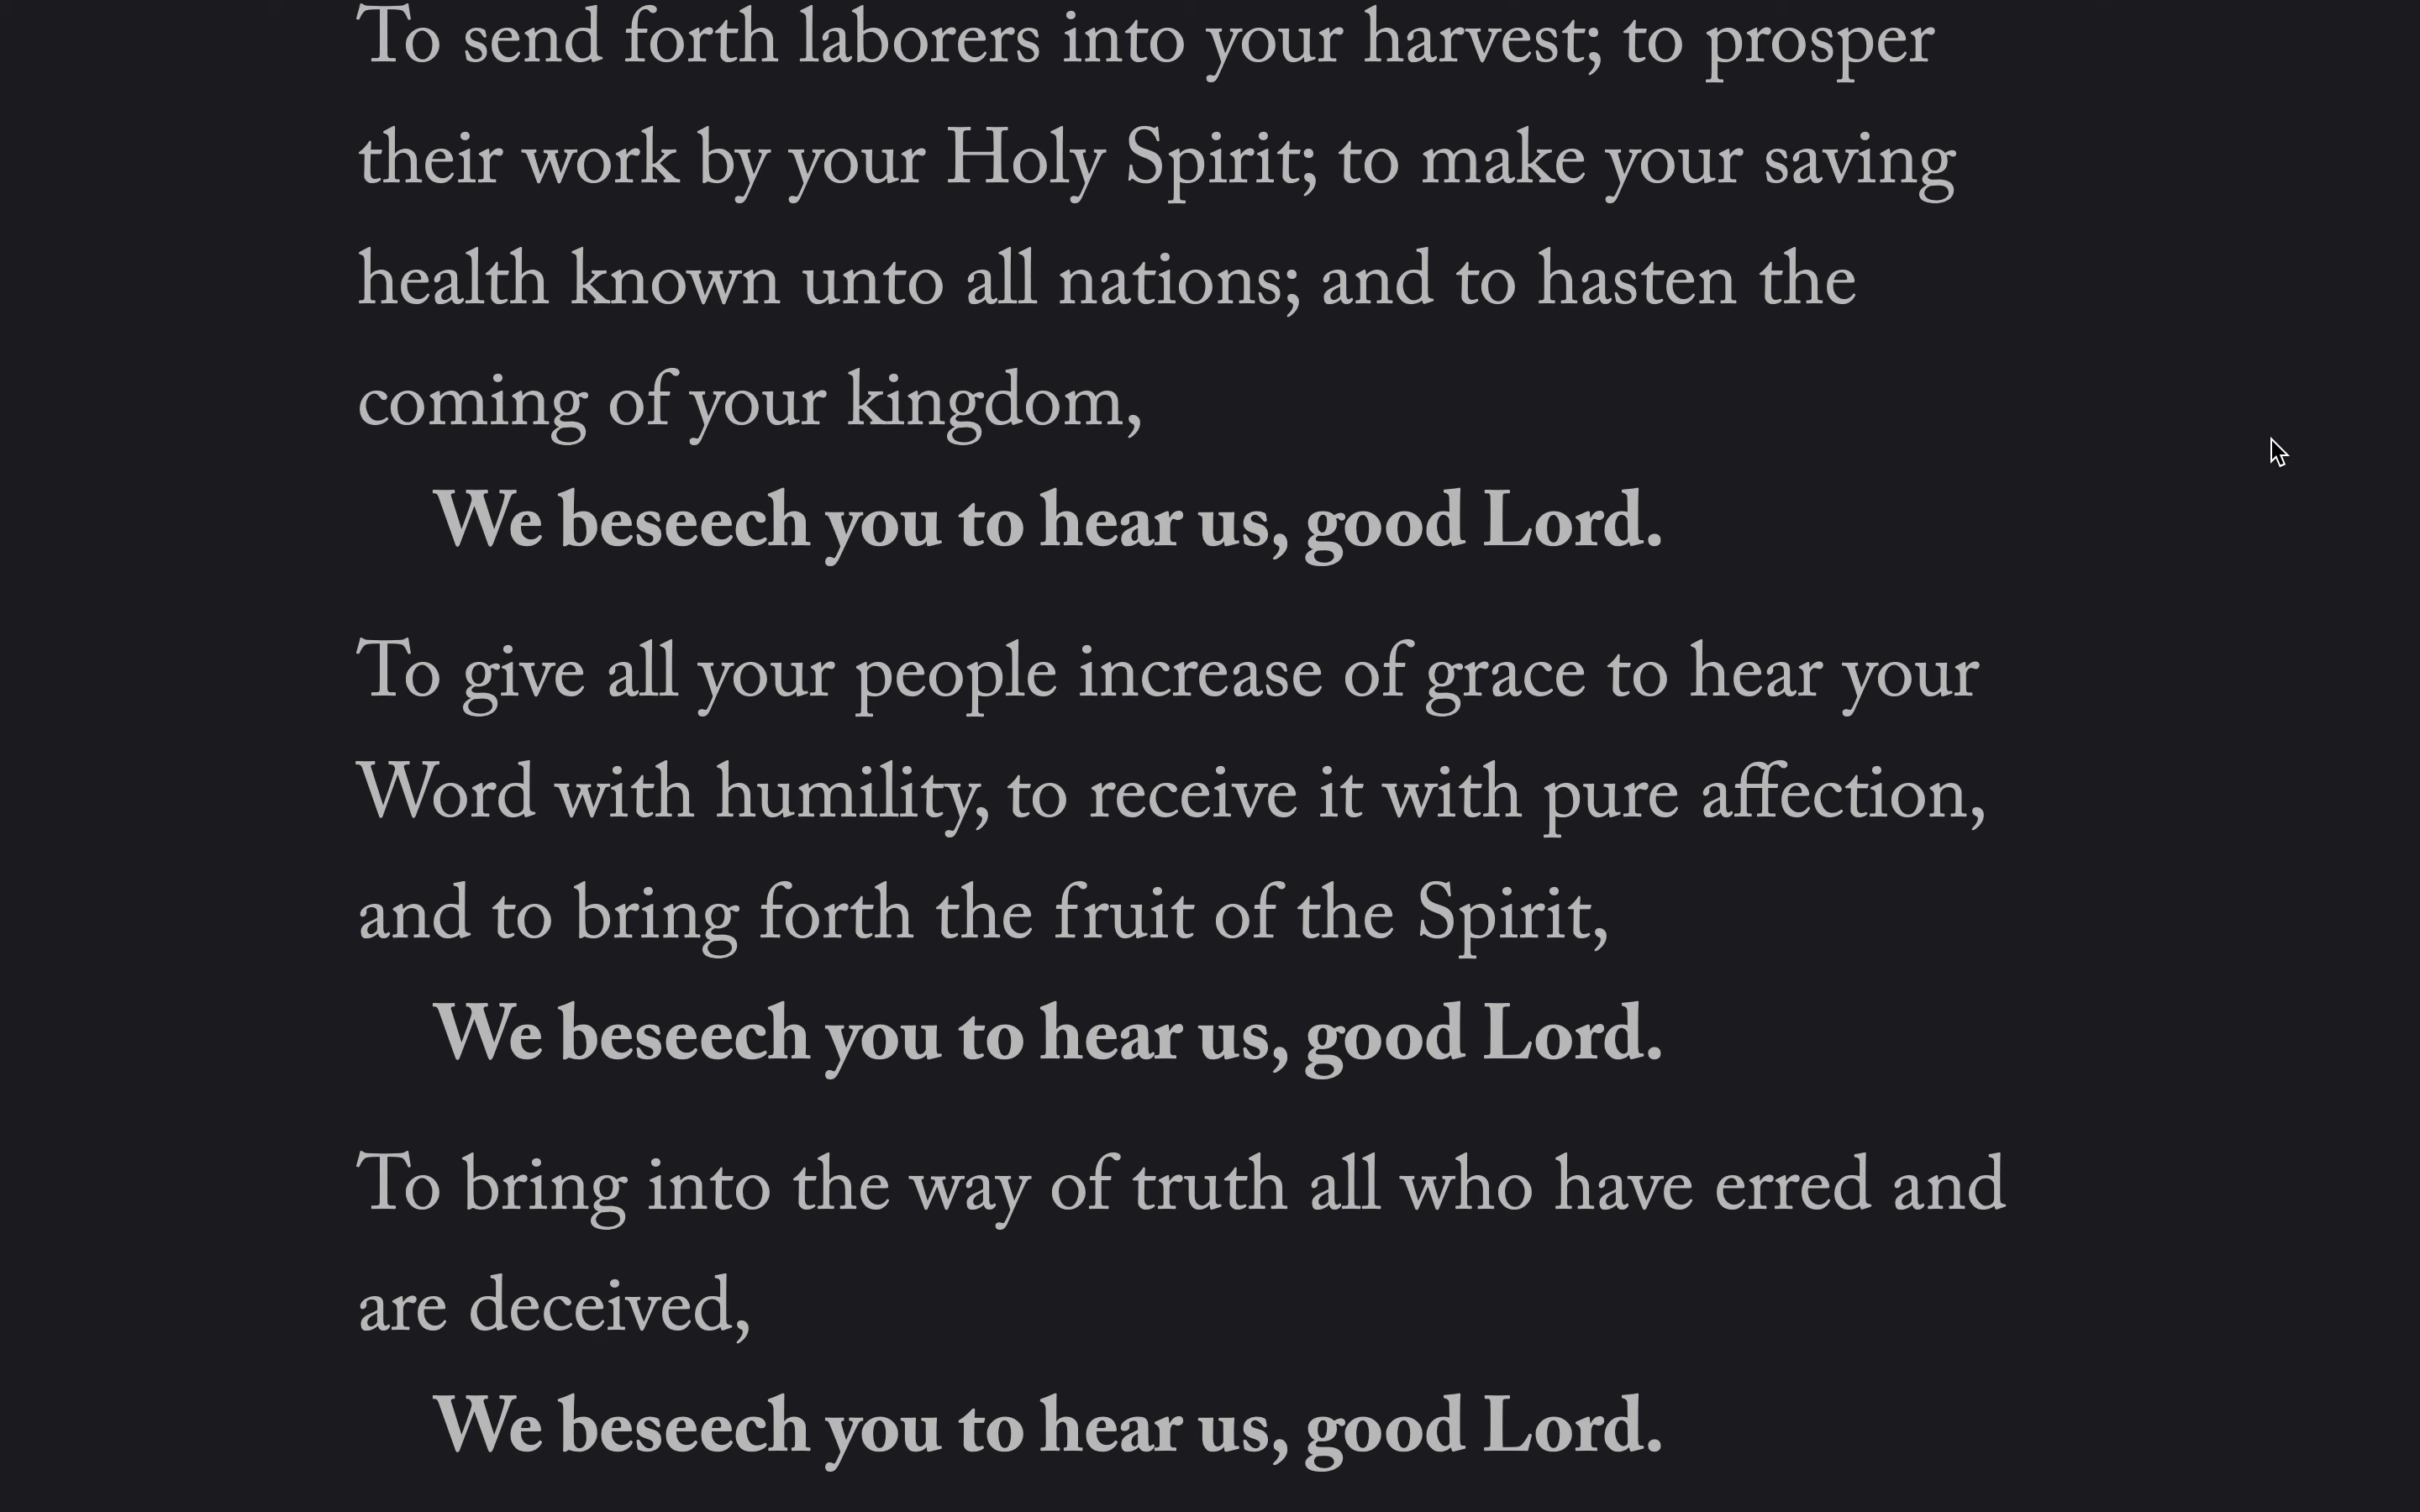 To send forth laborers into your harvest; to prosper
their work by your Holy Spirit; to make your saving
health known unto all nations; and to hasten the
coming of your kingdom,
We beseech you to hear us, good Lord.
To give all your people increase of grace to hear your
Word with humility, to receive it with pure affection,
and to bring forth the fruit of the Spirit,
We beseech you to hear us, good Lord.
To bring into the way of truth all who have erred and
are deceived,
We beseech you to hear us, good Lord.